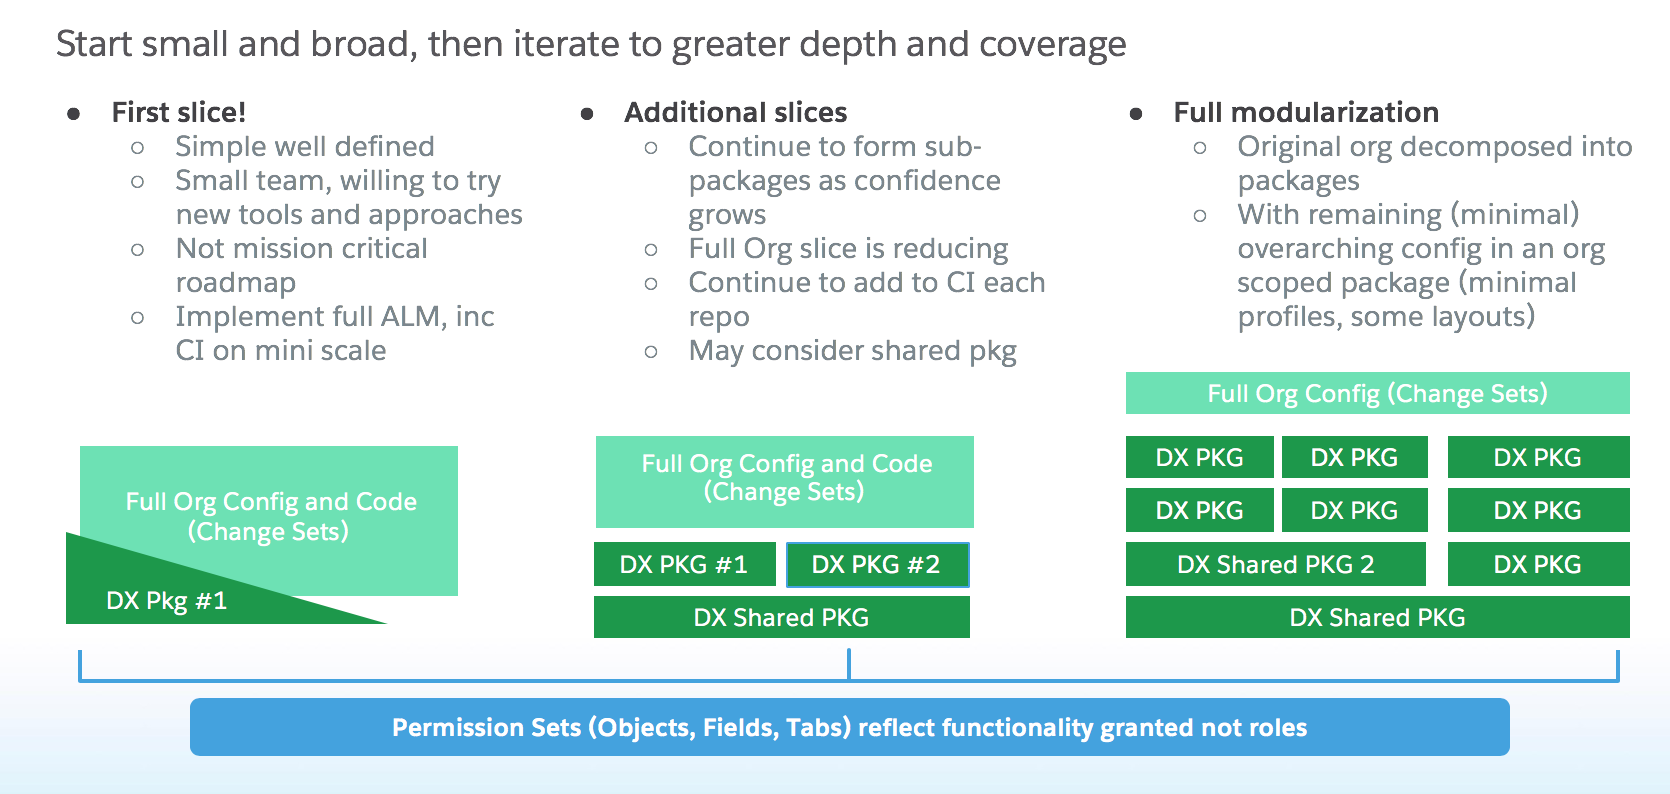 Start small and broad, then iterate to greater depth and coverage
● First slice!
○ Simple well defined
○ Small team, willing to try
new tools and approaches
○ Not mission critical
roadmap
○ Implement full ALM, inc
CI on mini scale
Full Org Config and Code
(Change Sets)
DX Pkg #1
● Additional slices
○ Continue to form sub-
packages as confidence
grows
○ Full Org slice is reducing
○ Continue to add to CI each
repo
○ May consider shared pkg
Full Org Config and Code
(Change Sets)
DX PKG #1
DX PKG #2
DX Shared PKG
● Full modularization
○ Original org decomposed into
packages
○ With remaining (minimal)
overarching config in an org
scoped package (minimal
profiles, some layouts)
Full Org Config (Change Sets)
DX PKG
DX PKG
DX PKG
DX PKG
DX PKG
DX PKG
DX Shared PKG 2
DX PKG
DX Shared PKG
Permission Sets (Objects, Fields, Tabs) reflect functionality granted not roles